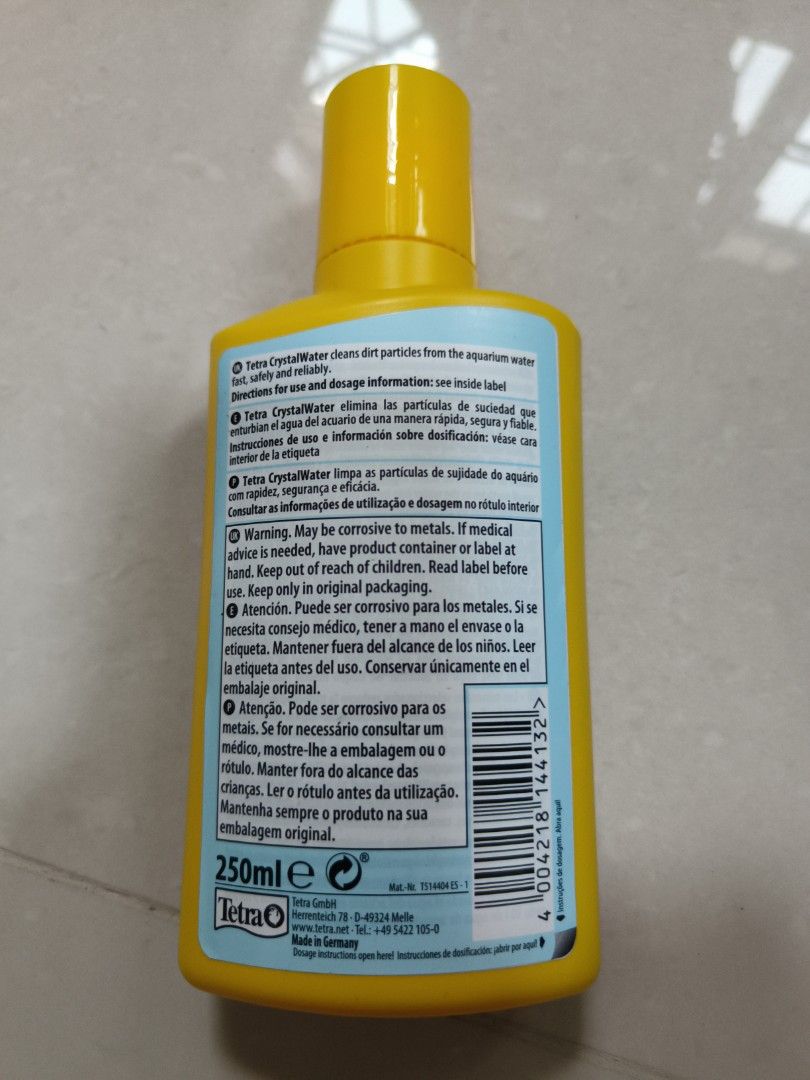 UK Tetra CrystalWater cleans dirt particles from the aquarium water
fast, safely and reliably.
Directions for use and dosage information: see inside label
E Tetra CrystalWater elimina las partículas de suciedad que
enturbian el agua del acuario de una manera rápida, segura y fiable.
Instrucciones de uso e información sobre dosificación: véase cara
interior de la etiqueta
P Tetra CrystalWater limpa as partículas de sujidade do aquário
com rapidez, segurança e eficácia.
Consultar as informações de utilização e dosagem no rótulo interior
UK Warning. May be corrosive to metals. If medical
advice is needed, have product container or label at
hand. Keep out of reach of children. Read label before
use. Keep only in original packaging.
E Atención. Puede ser corrosivo para los metales. Si se
necesita consejo médico, tener a mano el envase o la
etiqueta. Mantener fuera del alcance de los niños. Leer
la etiqueta antes del uso. Conservar únicamente en el
embalaje original.
P Atenção. Pode ser corrosivo para os
metais. Se for necessário consultar um
médico, mostre-lhe a embalagem ou o
rótulo. Manter fora do alcance das
crianças. Ler o rótulo antes da utilização.
Mantenha sempre o produto na sua
embalagem original.
250ml e ®
Mat.-Nr. T514404 ES - 1
Tetra
Tetra GmbH
Herrenteich 78 · D-49324 Melle
www.tetra.net · Tel.: +49 5422 105-0
Made in Germany
Dosage instructions open here! Instrucciones de dosificación: ¡abrir por aquí!
4 004218 144132 >
Instruções de dosagem. Abra aqui!